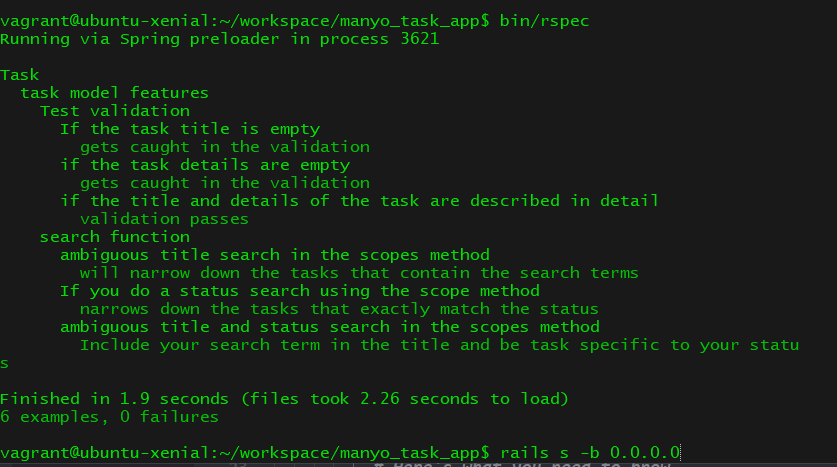 vagrant@ubuntu-xenial:~/workspace/manyo_task_app$ bin/rspec
Running via Spring preloader in process 3621
Task
task model features
Test validation
If the task title is empty
gets caught in the validation
if the task details are empty
gets caught in the validation
if the title and details of the task are described in detail
validation passes
search function
ambiguous title search in the scopes method
will narrow down the tasks that contain the search terms
If you do a status search using the scope method
narrows down the tasks that exactly match the status
ambiguous title and status search in the scopes method
Include your search term in the title and be task specific to your statu
s
Finished in 1.9 seconds (files took 2.26 seconds to load)
6 examples, 0 failures
vagrant@ubuntu-xenial:~/workspace/manyo_task_app$ rails s -b 0.0.0.0